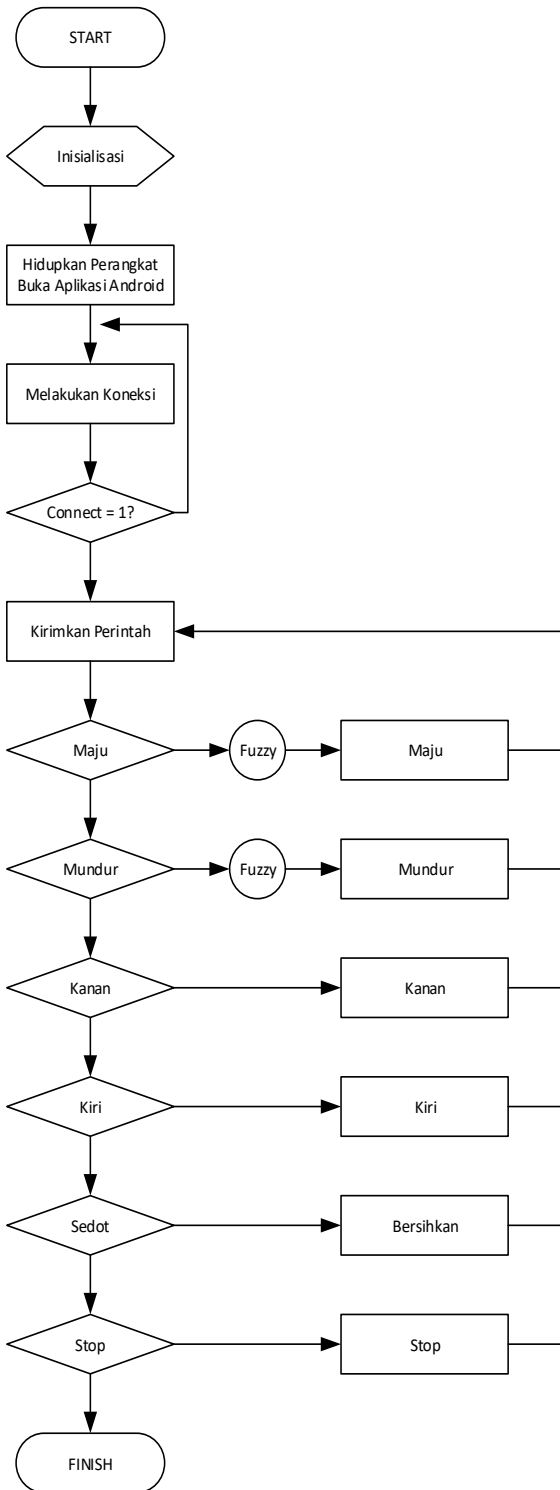 START
Inisialisasi
Hidupkan Perangkat
Buka Aplikasi Android
Melakukan Koneksi
Connect = 1?
Kirimkan Perintah
Maju
Fuzzy
Maju
Mundur
Fuzzy
Mundur
Kanan
Kanan
Kiri
Kiri
Sedot
Bersihkan
Stop
Stop
FINISH